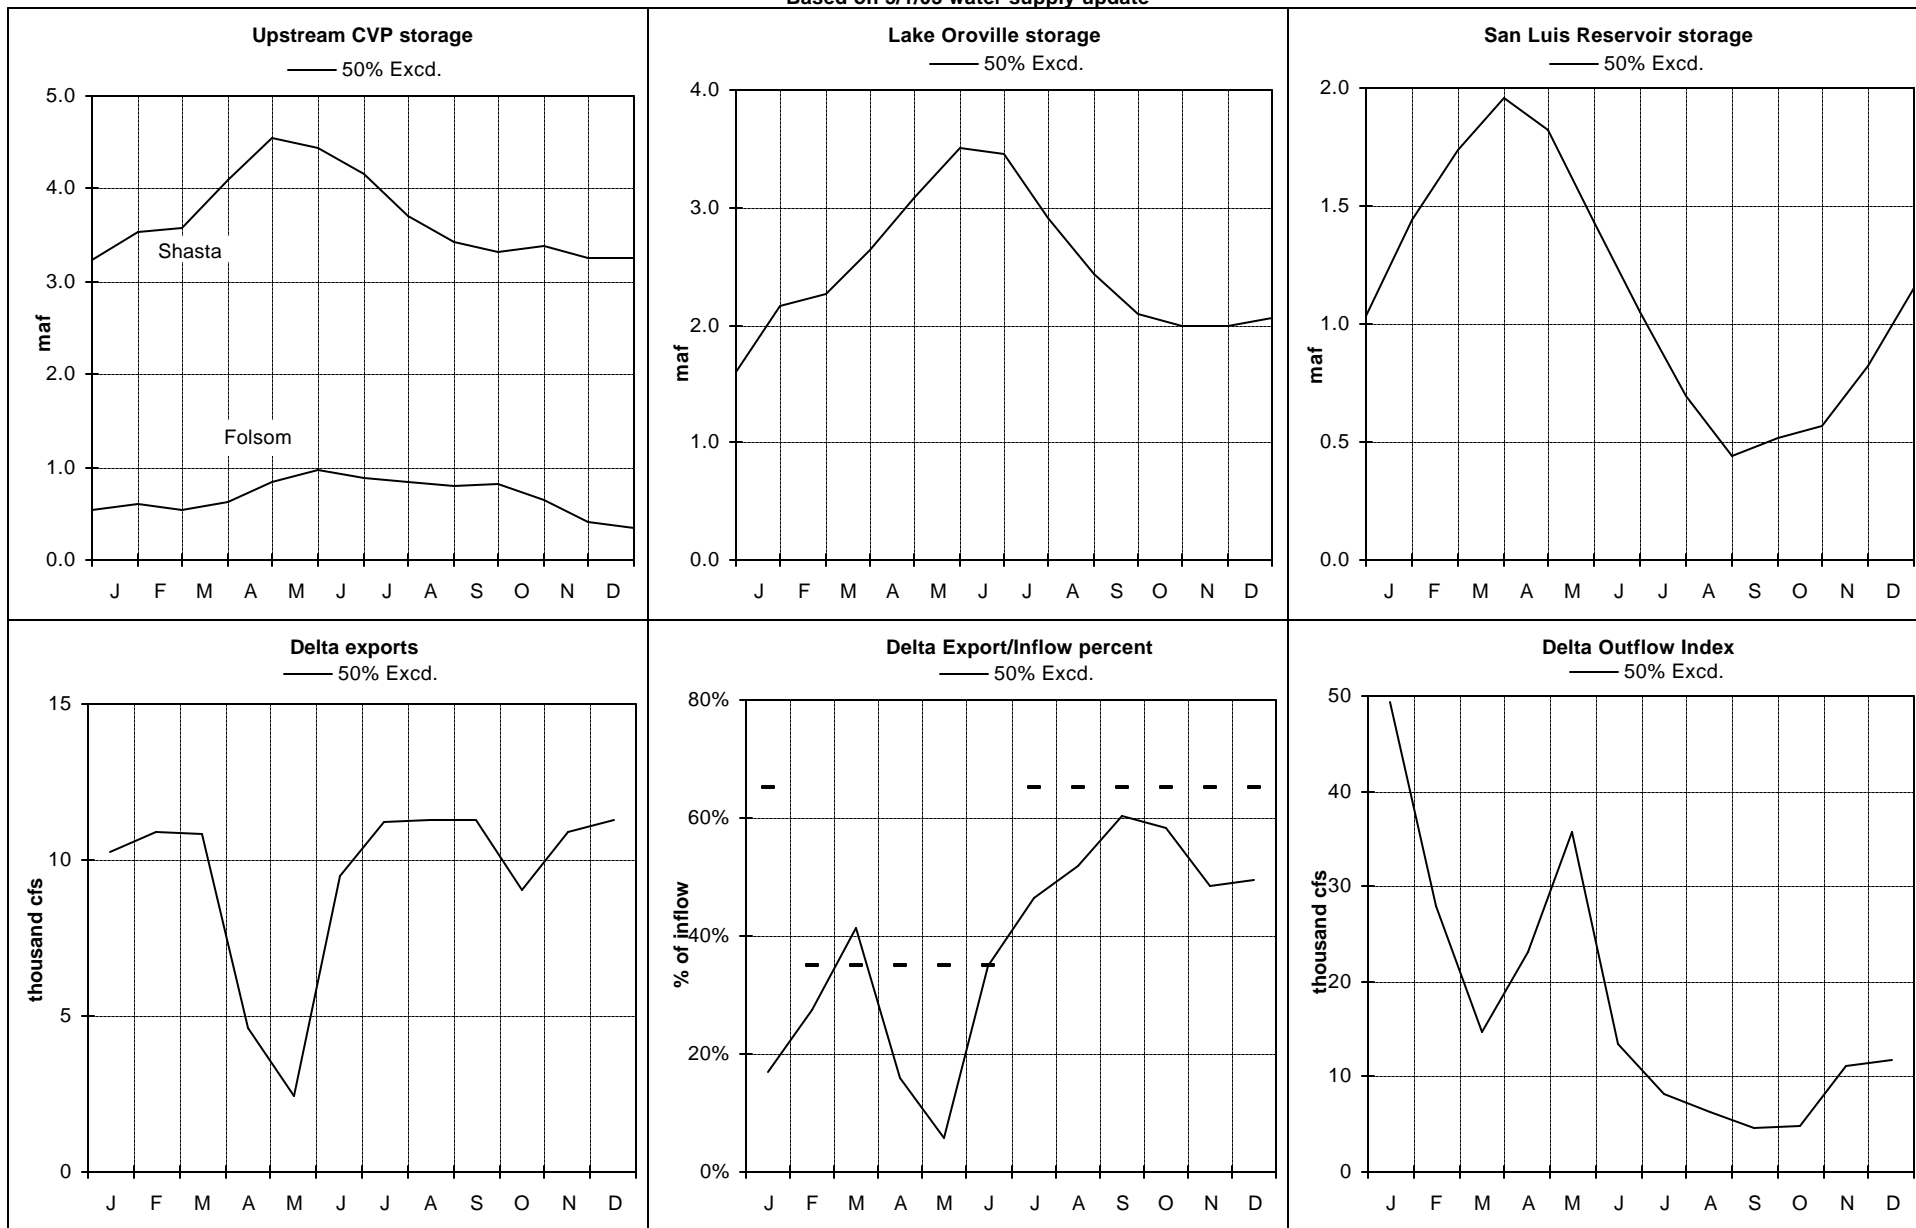 Upstream CVP storage
50% Excd.
5.0
4.0
3.0
2.0
1.0
0.0
maf
Shasta
Folsom
J F M A M J J A S O N D
Lake Oroville storage
50% Excd.
4.0
3.0
2.0
1.0
0.0
maf
J F M A M J J A S O N D
San Luis Reservoir storage
50% Excd.
2.0
1.5
1.0
0.5
0.0
maf
J F M A M J J A S O N D
Delta exports
50% Excd.
15
10
5
0
thousand cfs
J F M A M J J A S O N D
Delta Export/Inflow percent
50% Excd.
80%
60%
40%
20%
0%
% of inflow
J F M A M J J A S O N D
Delta Outflow Index
50% Excd.
50
40
30
20
10
0
thousand cfs
J F M A M J J A S O N D